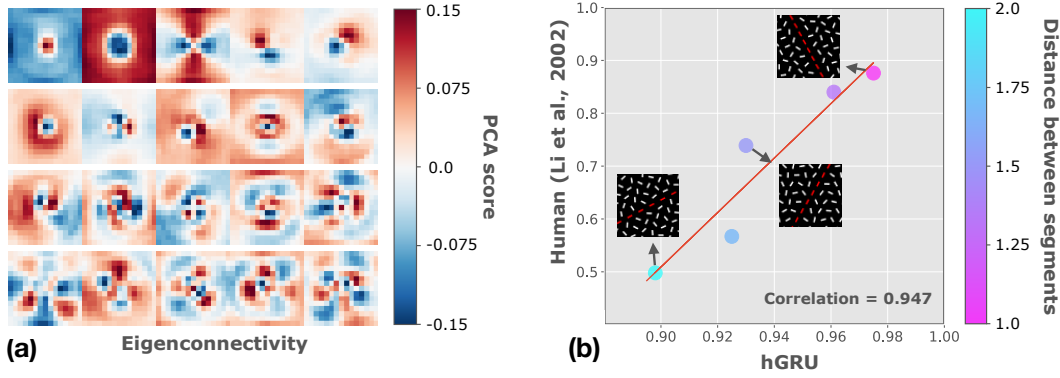 0.15
0.075
0.0
-0.075
-0.15
PCA score
(a)
Eigenconnectivity
1.0
0.9
0.8
0.7
0.6
0.5
Human (Li et al., 2002)
0.90
0.92
0.94
0.96
0.98
1.00
Correlation = 0.947
(b)
hGRU
2.0
1.75
1.5
1.25
1.0
Distance between segments